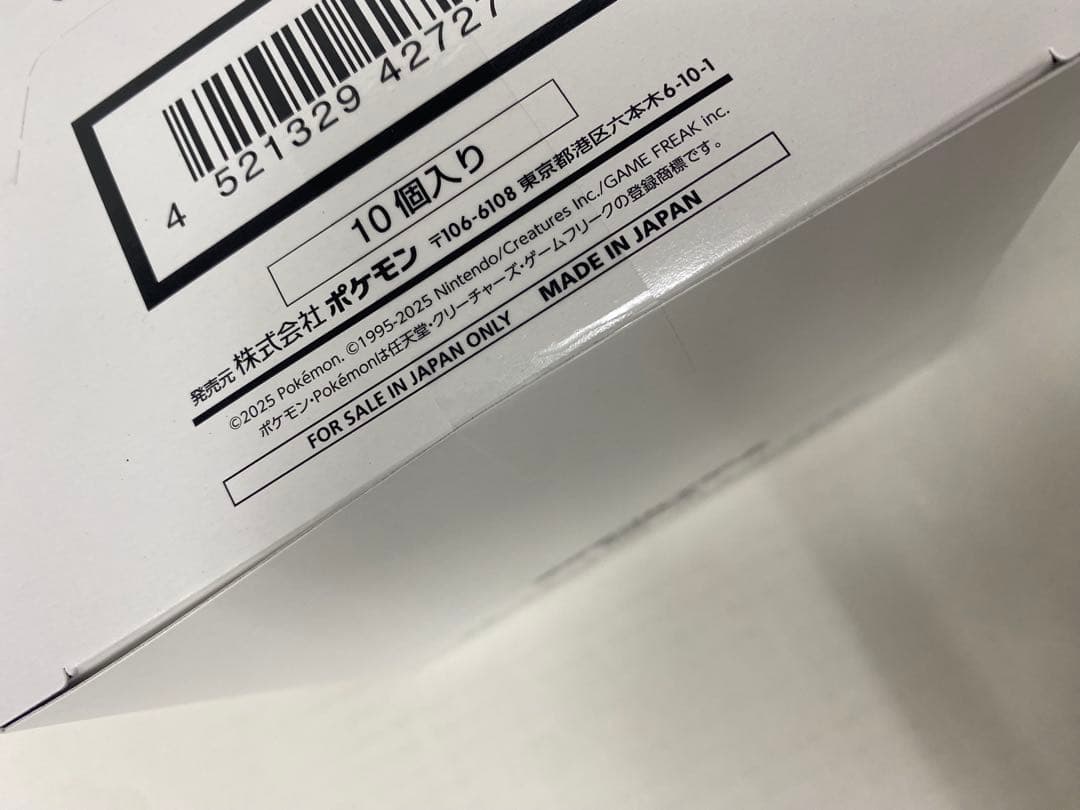 4 521329 42727
10個入り
発売元 株式会社 ポケモン 〒106-6108 東京都港区六本木6-10-1
©2025 Pokémon. ©1995-2025 Nintendo/Creatures Inc./GAME FREAK inc.
ポケモン・Pokémonは任天堂・クリーチャーズ・ゲームフリークの登録商標です。
FOR SALE IN JAPAN ONLY MADE IN JAPAN